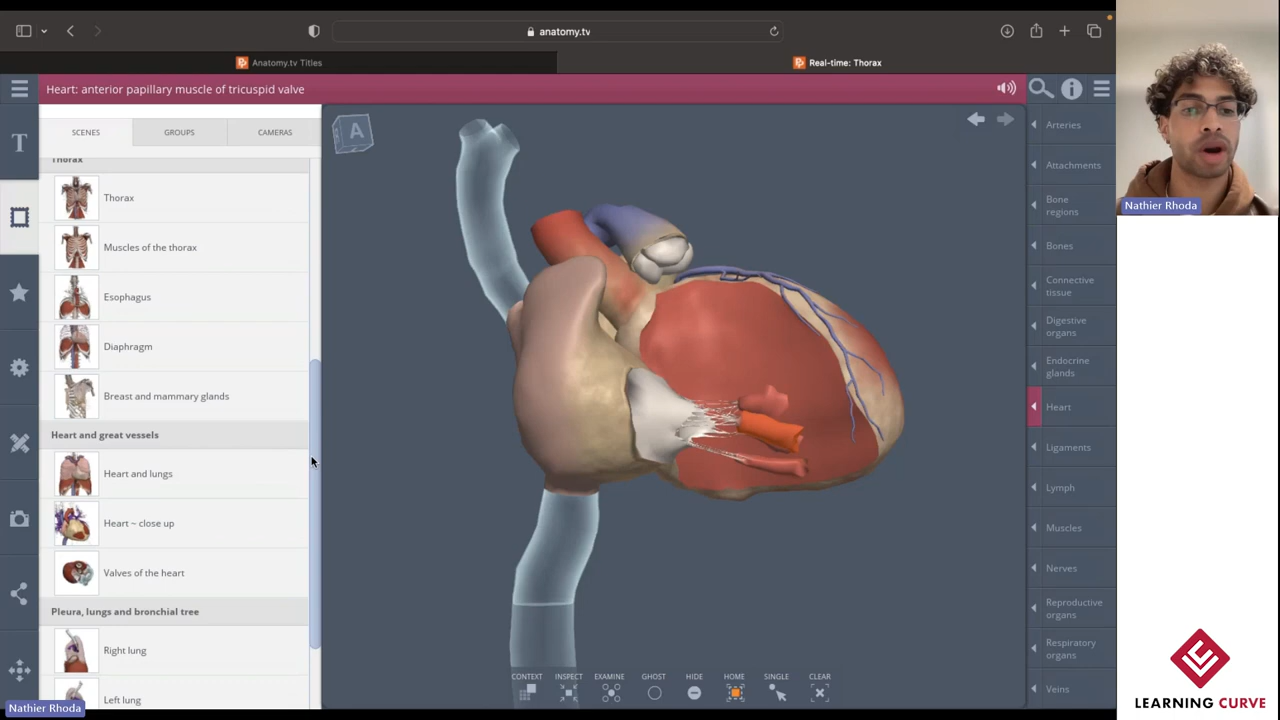 anatomy.tv
Anatomy.tv Titles
Real-time: Thorax
Heart: anterior papillary muscle of tricuspid valve
SCENES
GROUPS
CAMERAS
Thorax
Thorax
Muscles of the thorax
Esophagus
Diaphragm
Breast and mammary glands
Heart and great vessels
Heart and lungs
Heart ~ close up
Valves of the heart
Pleura, lungs and bronchial tree
Right lung
Left lung
T
A
Arteries
Attachments
Bone
regions
Bones
Connective
tissue
Digestive
organs
Endocrine
glands
Heart
Ligaments
Lymph
Muscles
Nerves
Reproductive
organs
Respiratory
organs
Veins
CONTEXT
INSPECT
EXAMINE
GHOST
HIDE
HOME
SINGLE
CLEAR
Nathier Rhoda
Nathier Rhoda
LEARNING CURVE